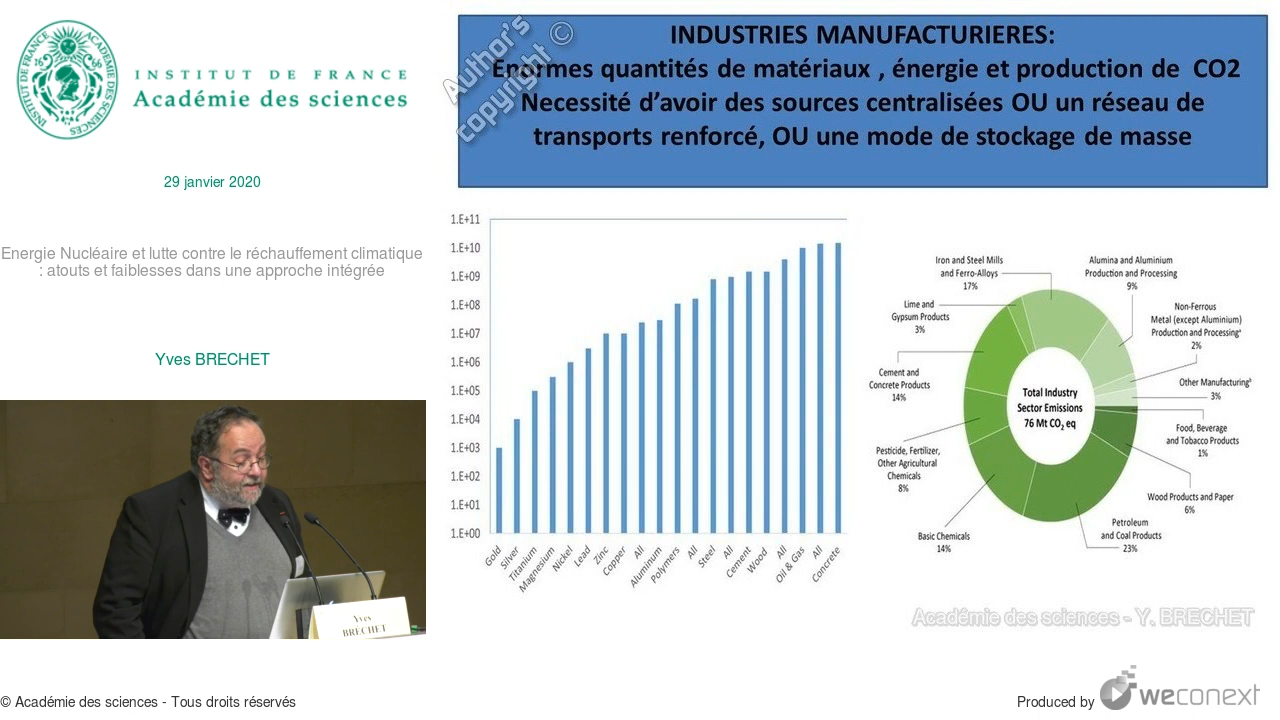 INSTITUT DE FRANCE
Académie des sciences
29 janvier 2020
Energie Nucléaire et lutte contre le réchauffement climatique
: atouts et faiblesses dans une approche intégrée
Yves BRECHET
Yves
BRÉCHET
Author's
copyright ©
INDUSTRIES MANUFACTURIERES:
Enormes quantités de matériaux , énergie et production de CO2
Necessité d'avoir des sources centralisées OU un réseau de
transports renforcé, OU une mode de stockage de masse
1.E+11
1.E+10
1.E+09
1.E+08
1.E+07
1.E+06
1.E+05
1.E+04
1.E+03
1.E+02
1.E+01
1.E+00
Gold
Silver
Titanium
Magnesium
Nickel
Lead
Zinc
Copper
All
Aluminum
Polymers
All
Steel
All
Cement
Wood
All
Oil & Gas
All
Concrete
Iron and Steel Mills
and Ferro-Alloys
17%
Alumina and Aluminium
Production and Processing
9%
Lime and
Gypsum Products
3%
Non-Ferrous
Metal (except Aluminium)
Production and Processingᵃ
2%
Cement and
Concrete Products
14%
Other Manufacturingᵇ
3%
Total Industry
Sector Emissions
76 Mt CO₂ eq
Food, Beverage
and Tobacco Products
1%
Pesticide, Fertilizer,
Other Agricultural
Chemicals
8%
Wood Products and Paper
6%
Basic Chemicals
14%
Petroleum
and Coal Products
23%
Académie des sciences - Y. BRECHET
© Académie des sciences - Tous droits réservés
Produced by
weconext